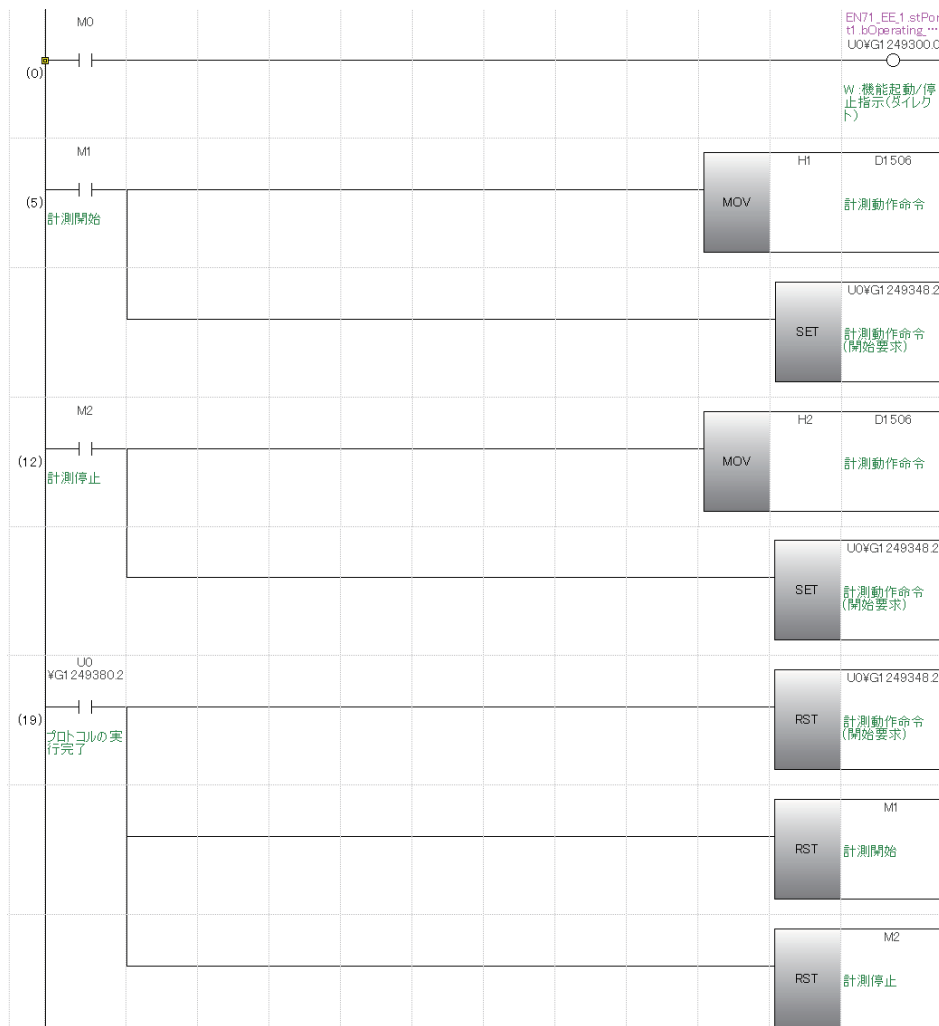 M0
EN71_EE_1.stPor
t1.bOperating_…
U0¥G1249300.0
(0)
W :機能起動/停
止指示(ダイレク
ト)
M1
H1 D1506
(5)
MOV
計測開始
計測動作命令
U0¥G1249348.2
SET
計測動作命令
(開始要求)
M2
H2 D1506
(12)
MOV
計測停止
計測動作命令
U0¥G1249348.2
SET
計測動作命令
(開始要求)
U0
¥G1249380.2
U0¥G1249348.2
(19)
RST
プロトコルの実
行完了
計測動作命令
(開始要求)
M1
RST
計測開始
M2
RST
計測停止